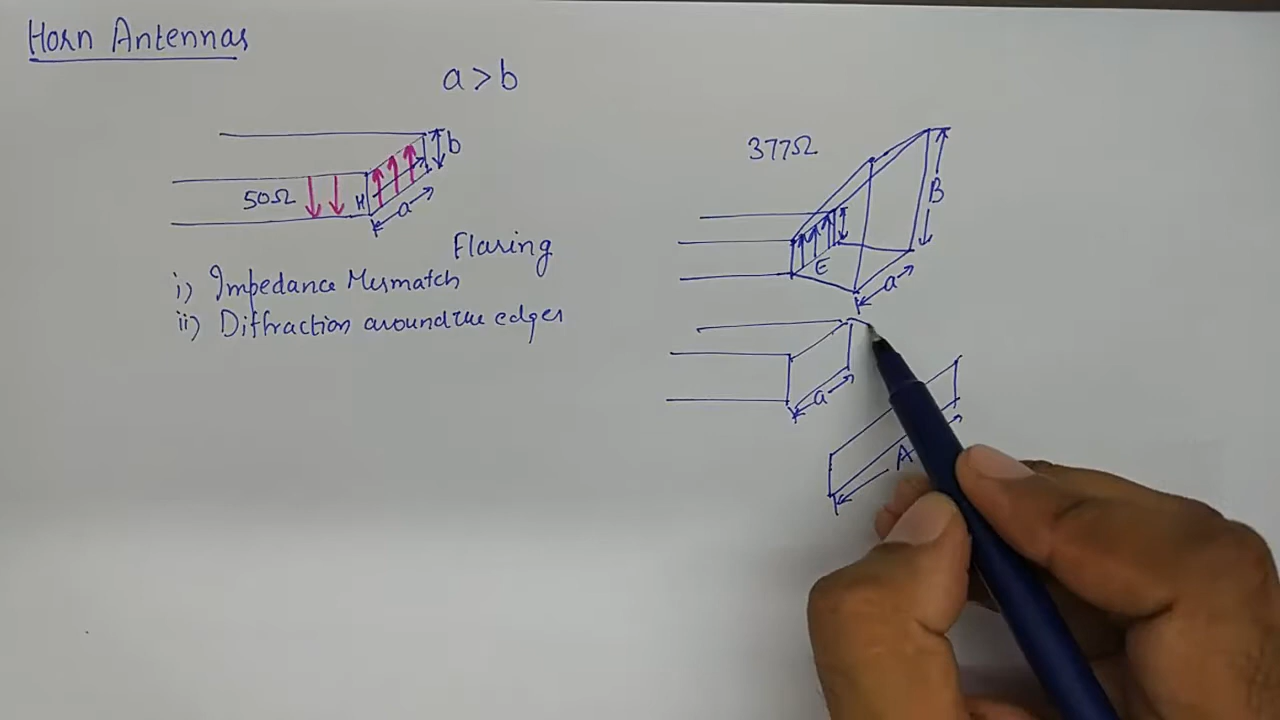 Horn Antennas
a > b
b
50Ω
H
a
Flaring
i) Impedance Mismatch
ii) Diffraction around the edges
377Ω
B
E
a
a
A